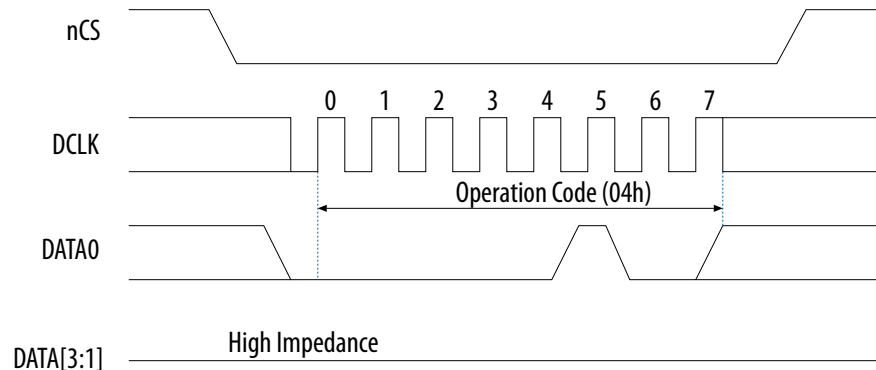 nCS
0 1 2 3 4 5 6 7
DCLK
Operation Code (04h)
DATA0
High Impedance
DATA[3:1]